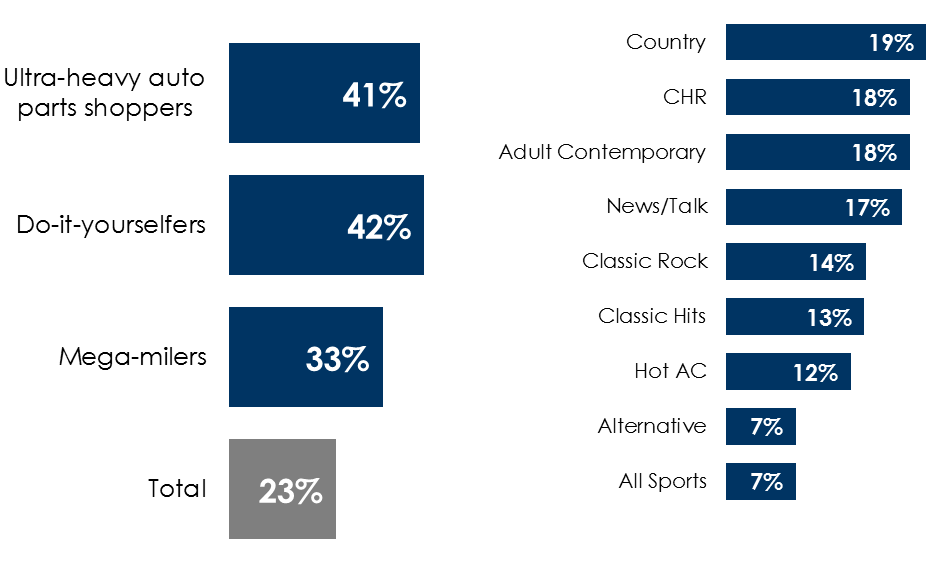 Ultra-heavy auto
parts shoppers
41%
Do-it-yourselfers
42%
Mega-milers
33%
Total
23%
Country
19%
CHR
18%
Adult Contemporary
18%
News/Talk
17%
Classic Rock
14%
Classic Hits
13%
Hot AC
12%
Alternative
7%
All Sports
7%